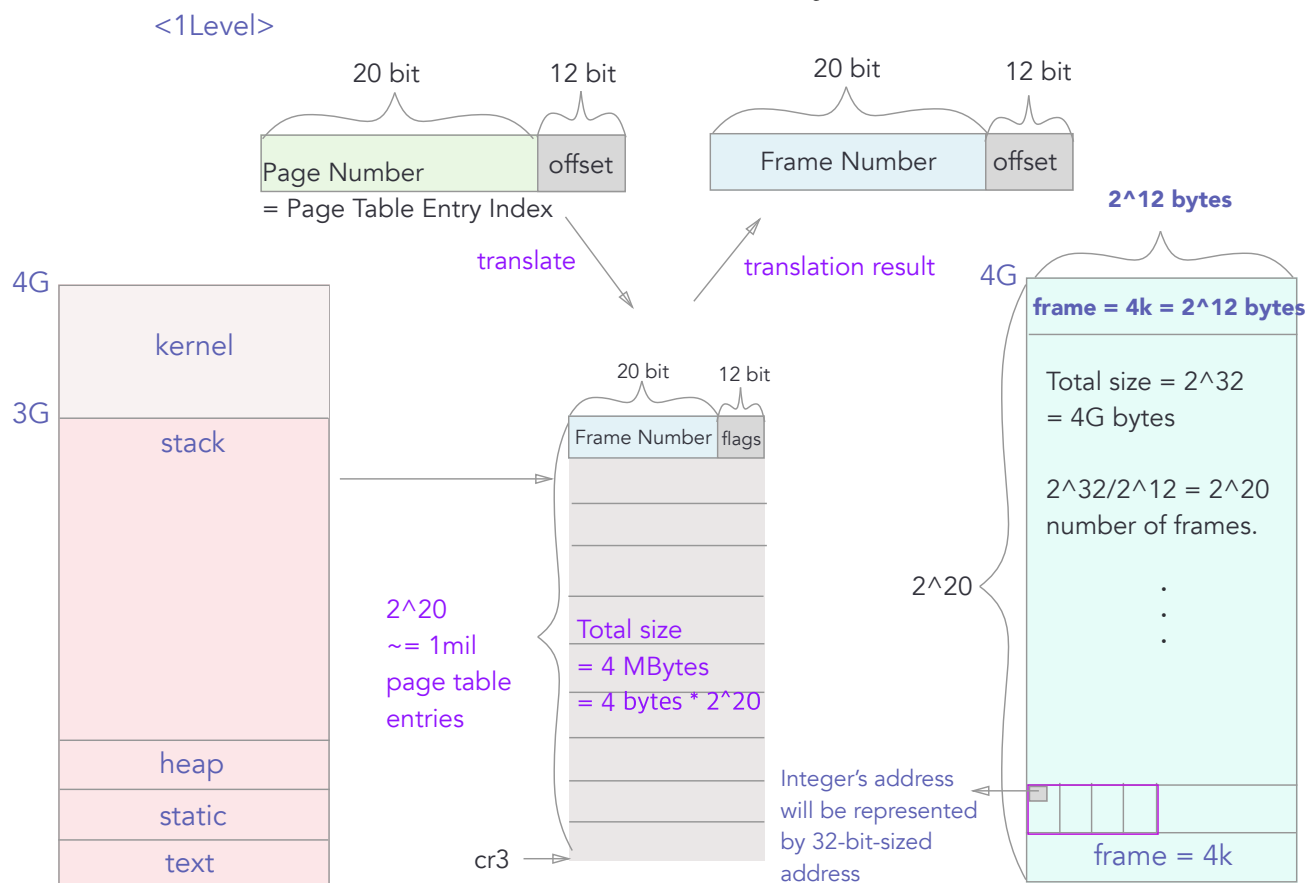 <1Level>
20 bit
12 bit
20 bit
12 bit
Page Number
offset
Frame Number
offset
= Page Table Entry Index
2^12 bytes
translate
translation result
4G
kernel
3G
stack
heap
static
text
20 bit
12 bit
Frame Number
flags
2^20
~= 1mil
page table
entries
Total size
= 4 MBytes
= 4 bytes * 2^20
cr3
4G
frame = 4k = 2^12 bytes
Total size = 2^32
= 4G bytes
2^32/2^12 = 2^20
number of frames.
.
.
.
2^20
Integer's address
will be represented
by 32-bit-sized
address
frame = 4k